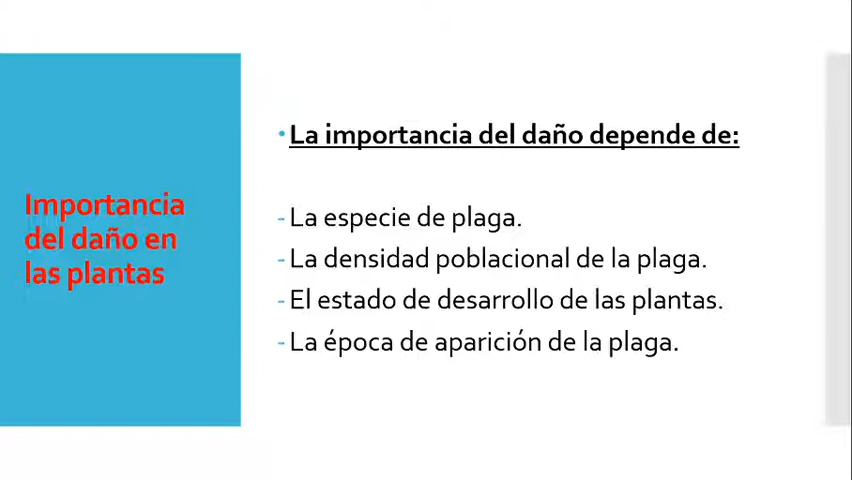 Importancia
del daño en
las plantas
La importancia del daño depende de:
- La especie de plaga.
- La densidad poblacional de la plaga.
- El estado de desarrollo de las plantas.
- La época de aparición de la plaga.